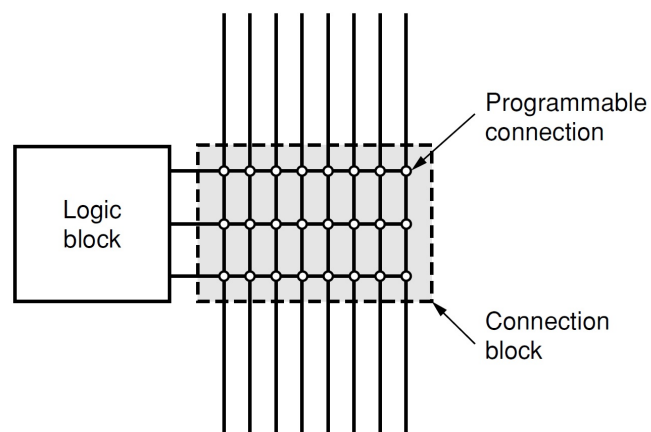 Programmable
connection
Logic
block
Connection
block